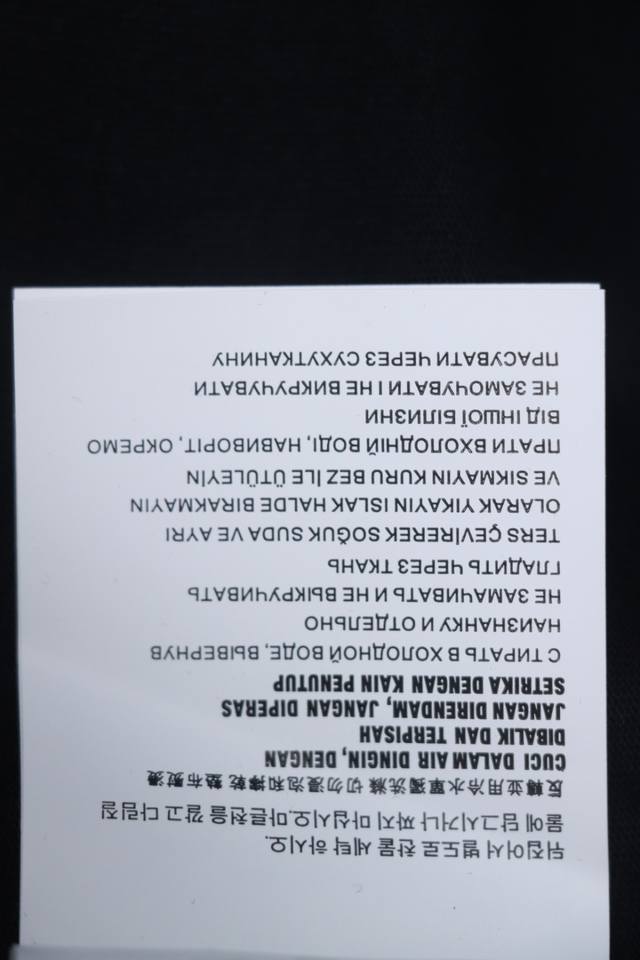 뒤집어서 별도로 찬물 세탁 하시오.
물에 담그시거나 짜지 마십시오.마른천을 깔고 다림질
反轉並用冷水單獨洗滌 切勿浸泡和擰乾 墊布熨燙
CUCI DALAM AIR DINGIN, DENGAN
DIBALIK DAN TERPISAH
JANGAN DIRENDAM, JANGAN DIPERAS
SETRIKA DENGAN KAIN PENUTUP
С ТИРАТЬ В ХОЛОДНОЙ ВОДЕ, ВЫВЕРНУВ
НАИЗНАНКУ И ОТДЕЛЬНО
НЕ ЗАМАЧИВАТЬ И НЕ ВЫКРУЧИВАТЬ
ГЛАДИТЬ ЧЕРЕЗ ТКАНЬ
TERS ÇEVİREREK SOĞUK SUDA VE AYRI
OLARAK YIKAYIN ISLAK HALDE BIRAKMAYIN
VE SIKMAYIN KURU BEZ İLE ÜTÜLEYİN
ПРАТИ ВХОЛОДНІЙ ВОДІ, НАВИВОРІТ, ОКРЕМО
ВІД ІНШОЇ БІЛИЗНИ
НЕ ЗАМОЧУВАТИ І НЕ ВИКРУЧУВАТИ
ПРАСУВАТИ ЧЕРЕЗ СУХУТКАНИНУ